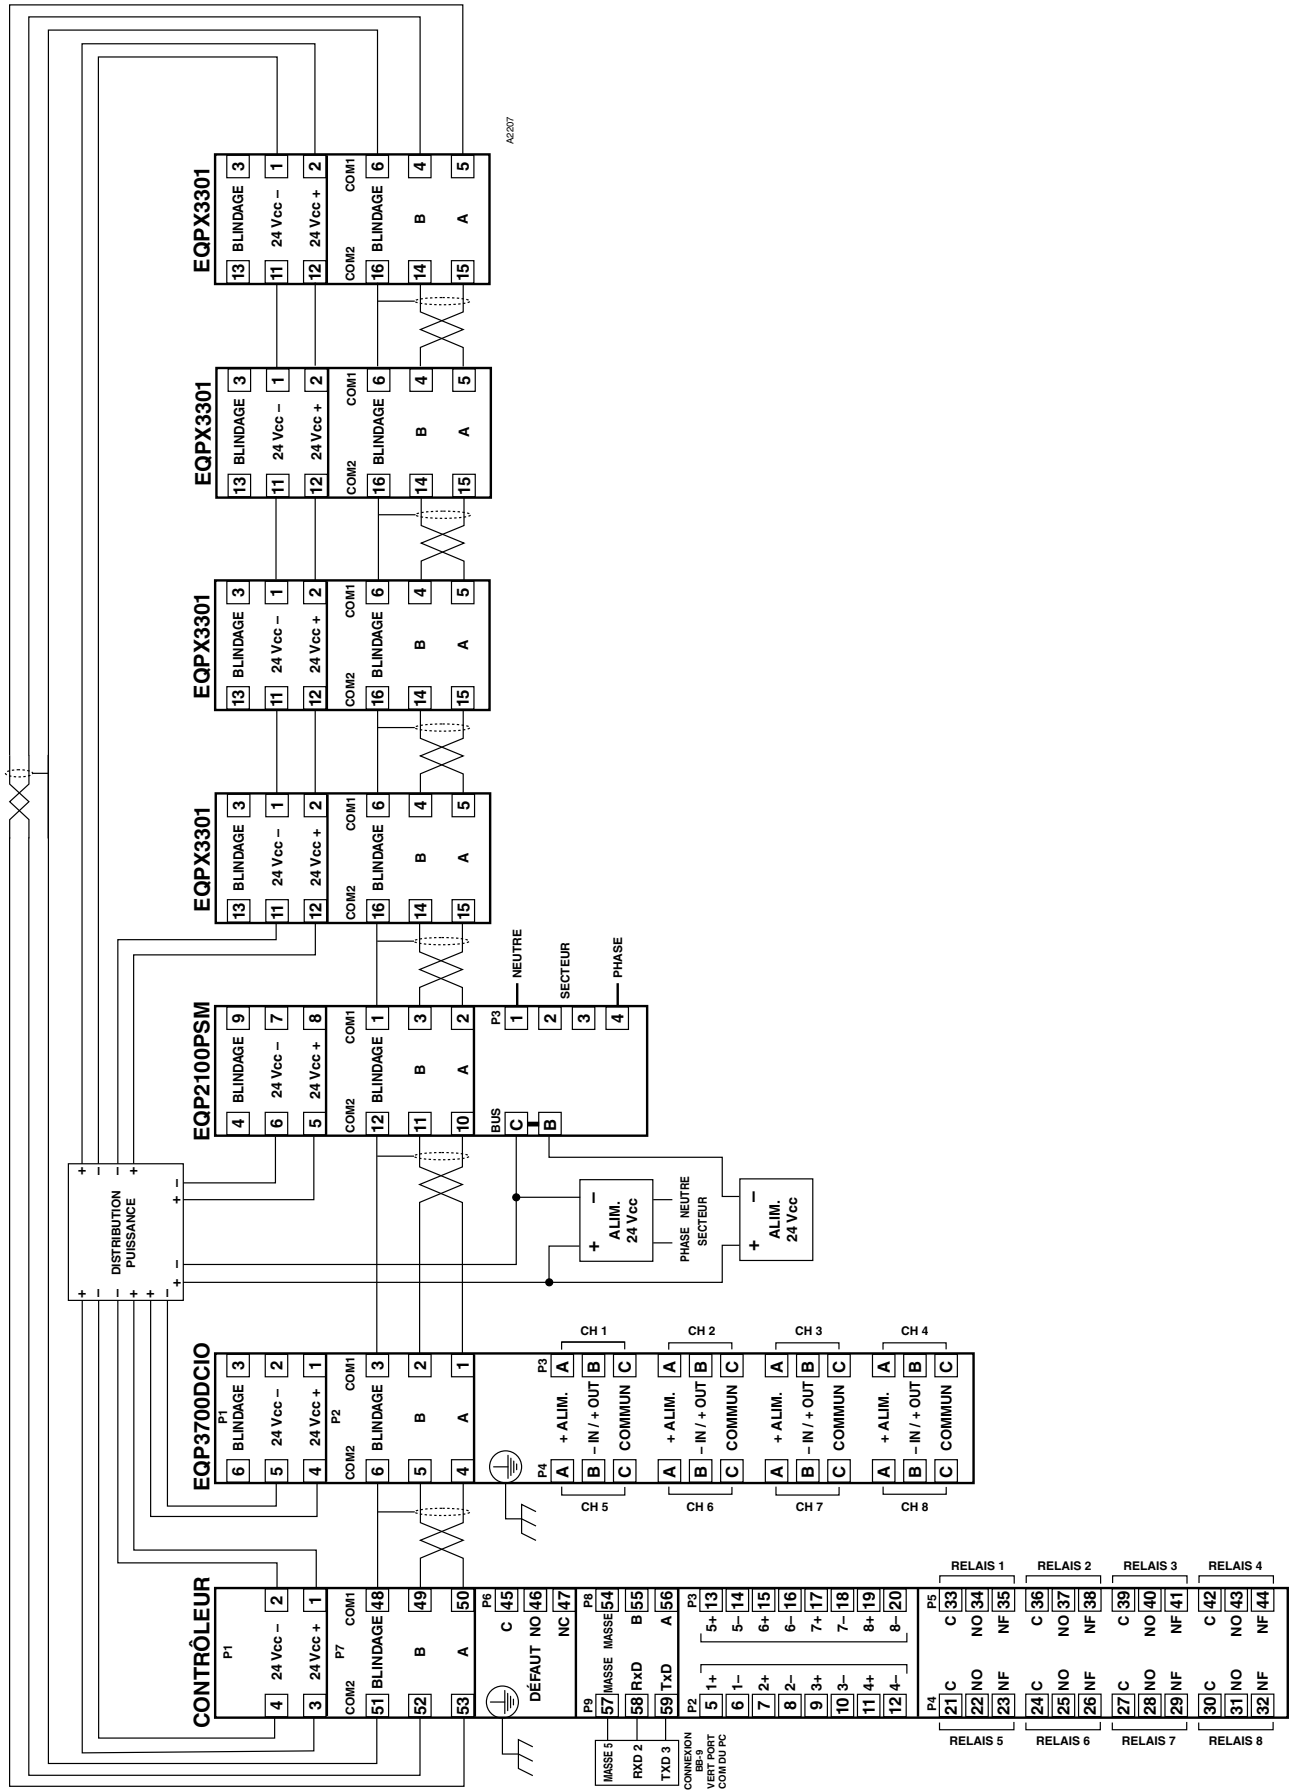 CONTRÔLEUR
P1
4 24 Vcc – 2
3 24 Vcc + 1
P7
COM2 COM1
51 BLINDAGE 48
52 B 49
53 A 50
P6
C 45
DÉFAUT NO 46
NC 47
P9 P8
57 MASSE MASSE 54
58 RxD B 55
59 TxD A 56
MASSE 5
RXD 2
TXD 3
CONNEXION
BB-9
VERT PORT
COM DU PC
P2 P3
5 1+ 5+ 13
6 1– 5– 14
7 2+ 6+ 15
8 2– 6– 16
9 3+ 7+ 17
10 3– 7– 18
11 4+ 8+ 19
12 4– 8– 20
P4 P5
21 C C 33
22 NO NO 34
23 NF NF 35
RELAIS 5 RELAIS 1
24 C C 36
25 NO NO 37
26 NF NF 38
RELAIS 6 RELAIS 2
27 C C 39
28 NO NO 40
29 NF NF 41
RELAIS 7 RELAIS 3
30 C C 42
31 NO NO 43
32 NF NF 44
RELAIS 8 RELAIS 4
EQP3700DCIO
P1
6 BLINDAGE 3
5 24 Vcc – 2
4 24 Vcc + 1
P2
COM2 COM1
6 BLINDAGE 3
5 B 2
4 A 1
P4 P3
A + ALIM. A
B – IN / + OUT B
C COMMUN C
CH 5 CH 1
A + ALIM. A
B – IN / + OUT B
C COMMUN C
CH 6 CH 2
A + ALIM. A
B – IN / + OUT B
C COMMUN C
CH 7 CH 3
A + ALIM. A
B – IN / + OUT B
C COMMUN C
CH 8 CH 4
+ – – + + –
DISTRIBUTION
PUISSANCE
+ – + –
+ – – +
+ –
ALIM.
24 Vcc
PHASE NEUTRE
SECTEUR
+ –
ALIM.
24 Vcc
EQP2100PSM
4 BLINDAGE 9
6 24 Vcc – 7
5 24 Vcc + 8
COM2 COM1
12 BLINDAGE 1
11 B 3
10 A 2
BUS P3
C 1 NEUTRE
B 2
SECTEUR
3
4 PHASE
EQPX3301
13 BLINDAGE 3
11 24 Vcc – 1
12 24 Vcc + 2
COM2 COM1
16 BLINDAGE 6
14 B 4
15 A 5
EQPX3301
13 BLINDAGE 3
11 24 Vcc – 1
12 24 Vcc + 2
COM2 COM1
16 BLINDAGE 6
14 B 4
15 A 5
EQPX3301
13 BLINDAGE 3
11 24 Vcc – 1
12 24 Vcc + 2
COM2 COM1
16 BLINDAGE 6
14 B 4
15 A 5
EQPX3301
13 BLINDAGE 3
11 24 Vcc – 1
12 24 Vcc + 2
COM2 COM1
16 BLINDAGE 6
14 B 4
15 A 5
A2207